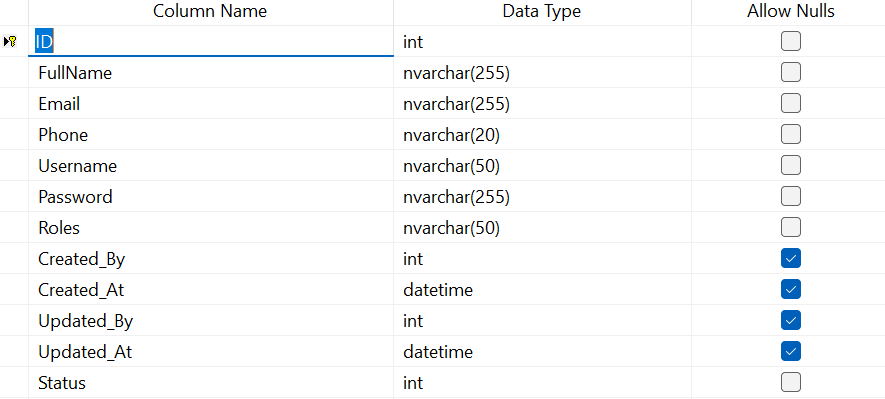 Column Name Data Type Allow Nulls
ID int
FullName nvarchar(255)
Email nvarchar(255)
Phone nvarchar(20)
Username nvarchar(50)
Password nvarchar(255)
Roles nvarchar(50)
Created_By int
Created_At datetime
Updated_By int
Updated_At datetime
Status int